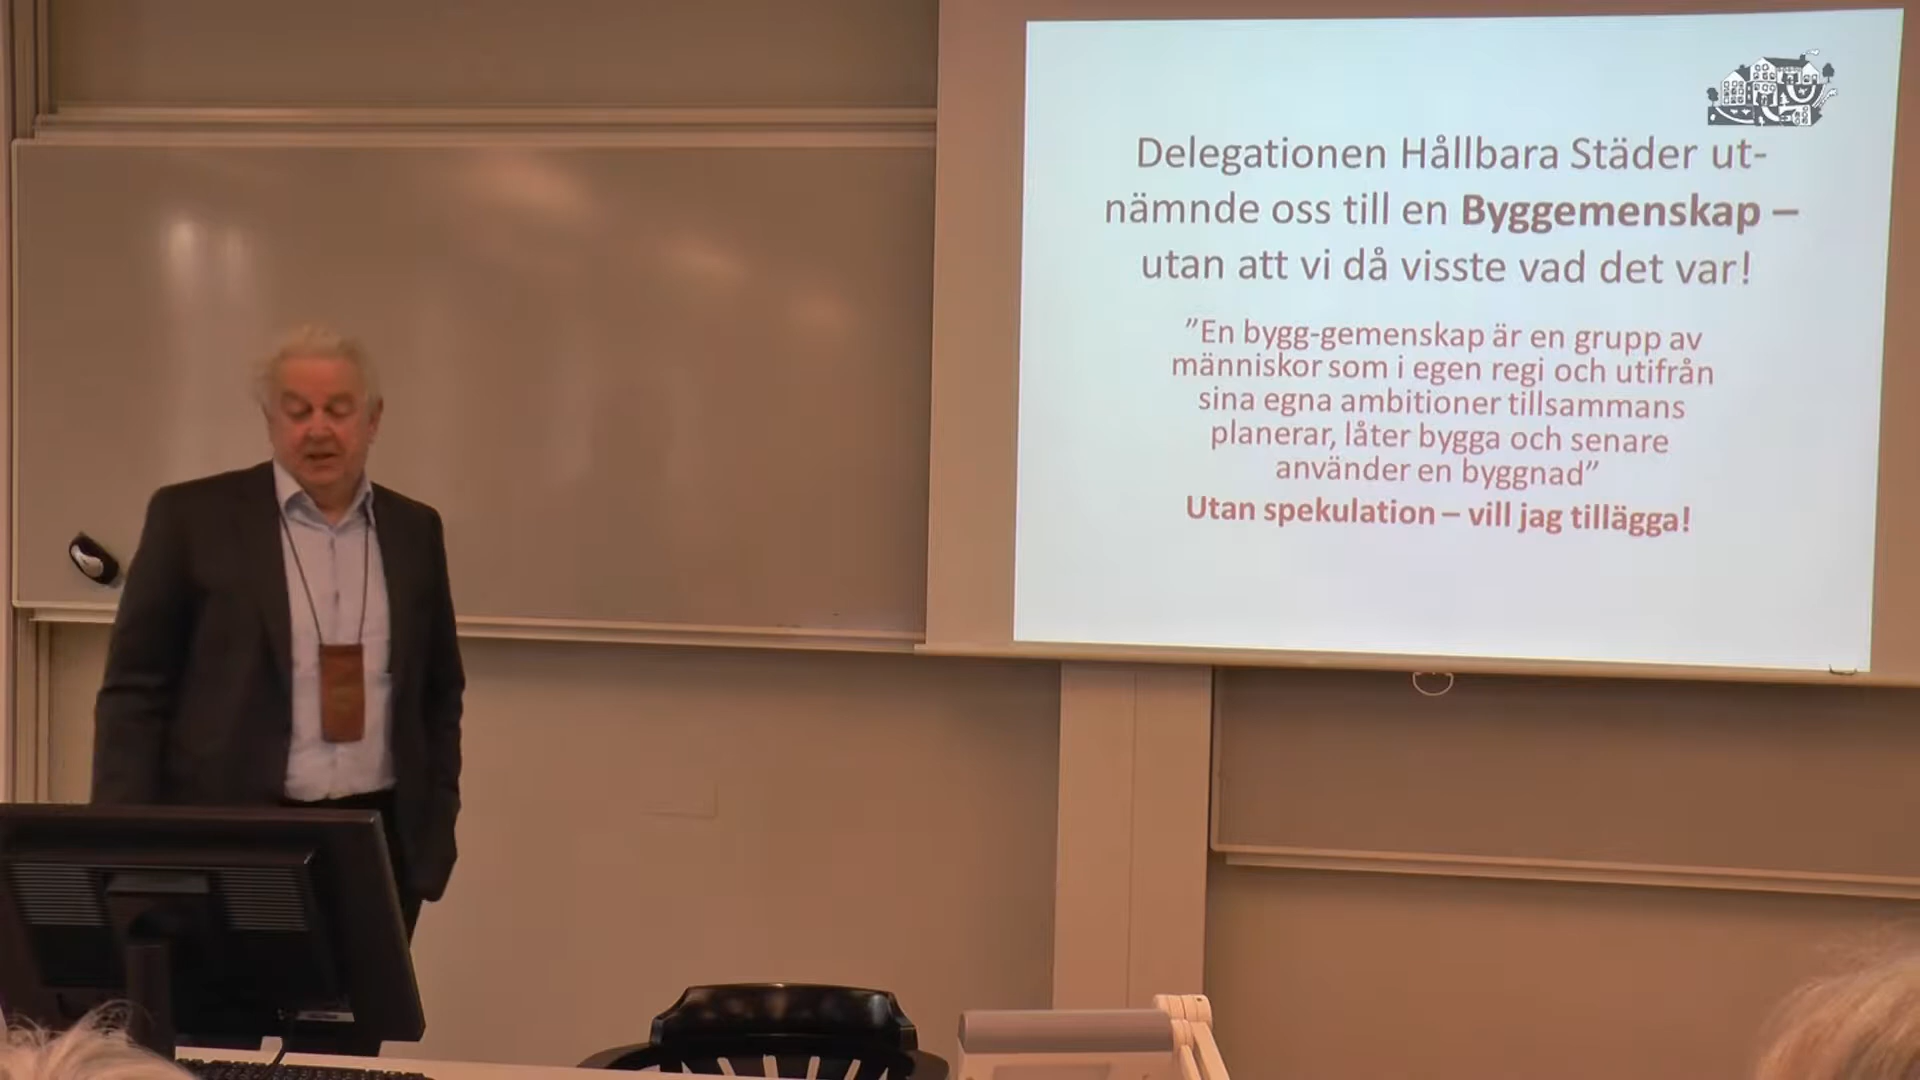 Delegationen Hållbara Städer ut-
nämnde oss till en Byggemenskap –
utan att vi då visste vad det var!
”En bygg-gemenskap är en grupp av
människor som i egen regi och utifrån
sina egna ambitioner tillsammans
planerar, låter bygga och senare
använder en byggnad”
Utan spekulation – vill jag tillägga!